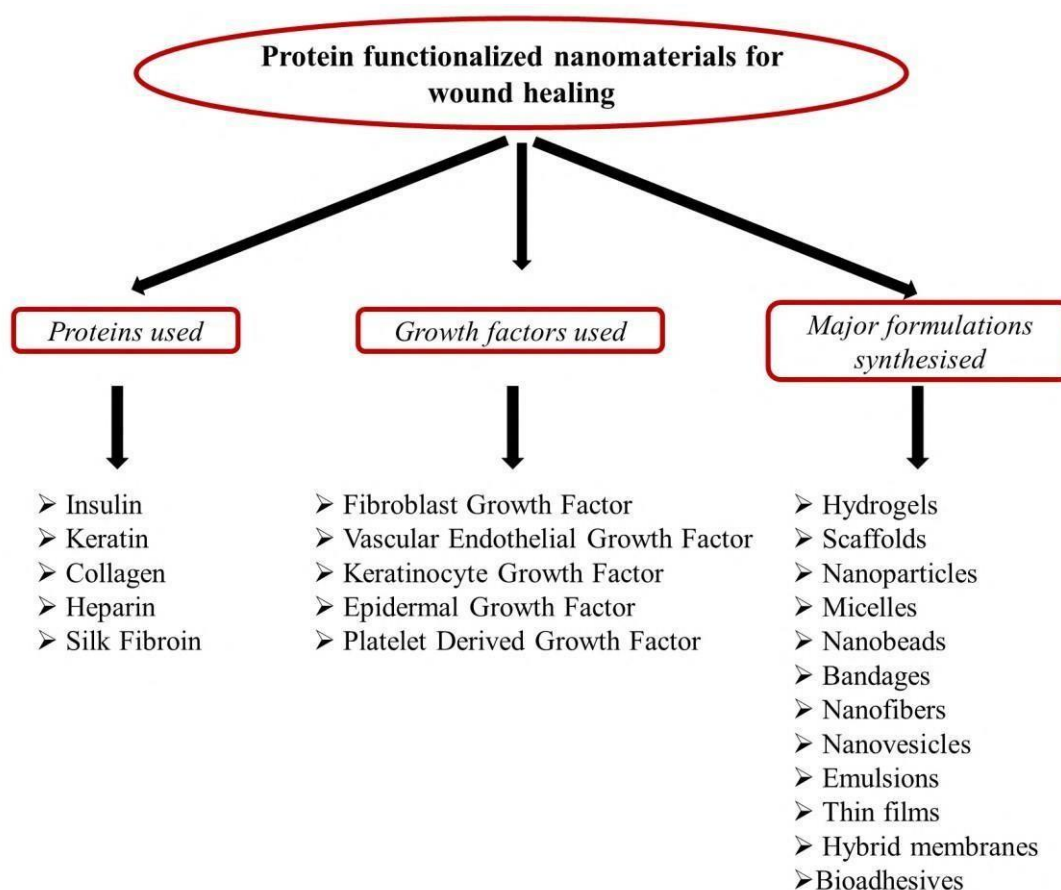 Protein functionalized nanomaterials for
wound healing
Proteins used
Growth factors used
Major formulations
synthesised
➢ Insulin
➢ Keratin
➢ Collagen
➢ Heparin
➢ Silk Fibroin
➢ Fibroblast Growth Factor
➢ Vascular Endothelial Growth Factor
➢ Keratinocyte Growth Factor
➢ Epidermal Growth Factor
➢ Platelet Derived Growth Factor
➢ Hydrogels
➢ Scaffolds
➢ Nanoparticles
➢ Micelles
➢ Nanobeads
➢ Bandages
➢ Nanofibers
➢ Nanovesicles
➢ Emulsions
➢ Thin films
➢ Hybrid membranes
➢Bioadhesives